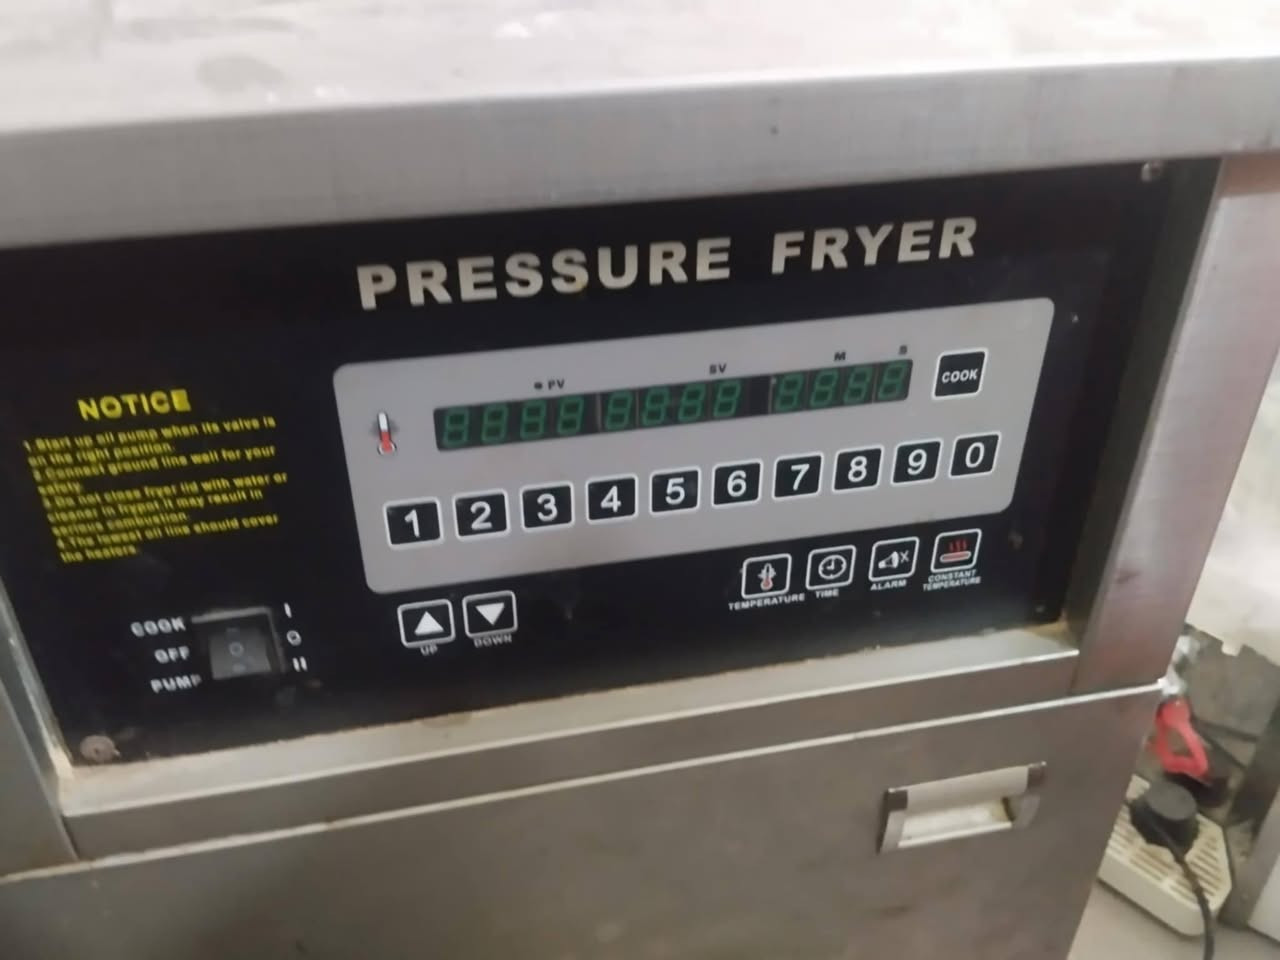 PRESSURE FRYER
NOTICE
1.Start up oil pump when its valve is
on the right position.
2.Connect ground line well for your
safety.
3.Do not close fryer lid with water or
cleaner in fryer it may result in
serious combustion.
4.The lowest oil line should cover
the heaters.
PV SV M S
COOK
1 2 3 4 5 6 7 8 9 0
UP DOWN
TEMPERATURE TIME ALARM CONSTANT
TEMPERATURE
COOK I
OFF O
PUMP II